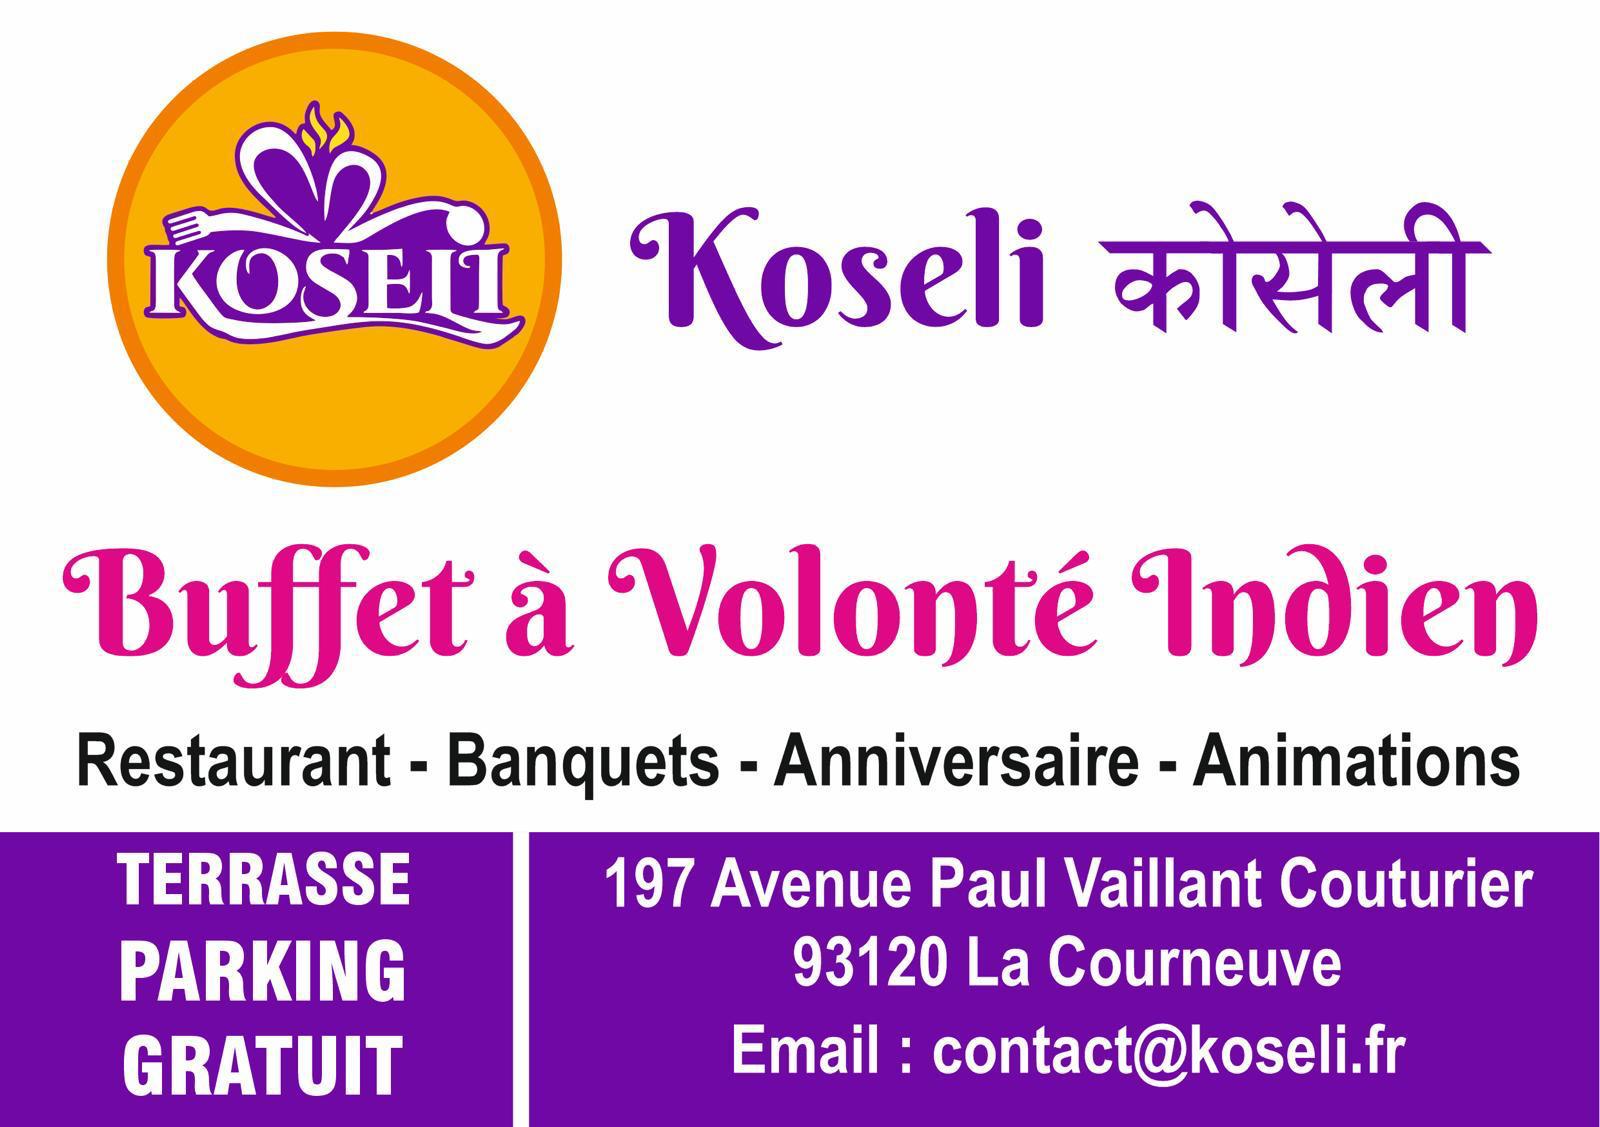 KOSELI
Koseli कोसेली
Buffet à Volonté Indien
Restaurant - Banquets - Anniversaire - Animations
TERRASSE
PARKING
GRATUIT
197 Avenue Paul Vaillant Couturier
93120 La Courneuve
Email : contact@koseli.fr